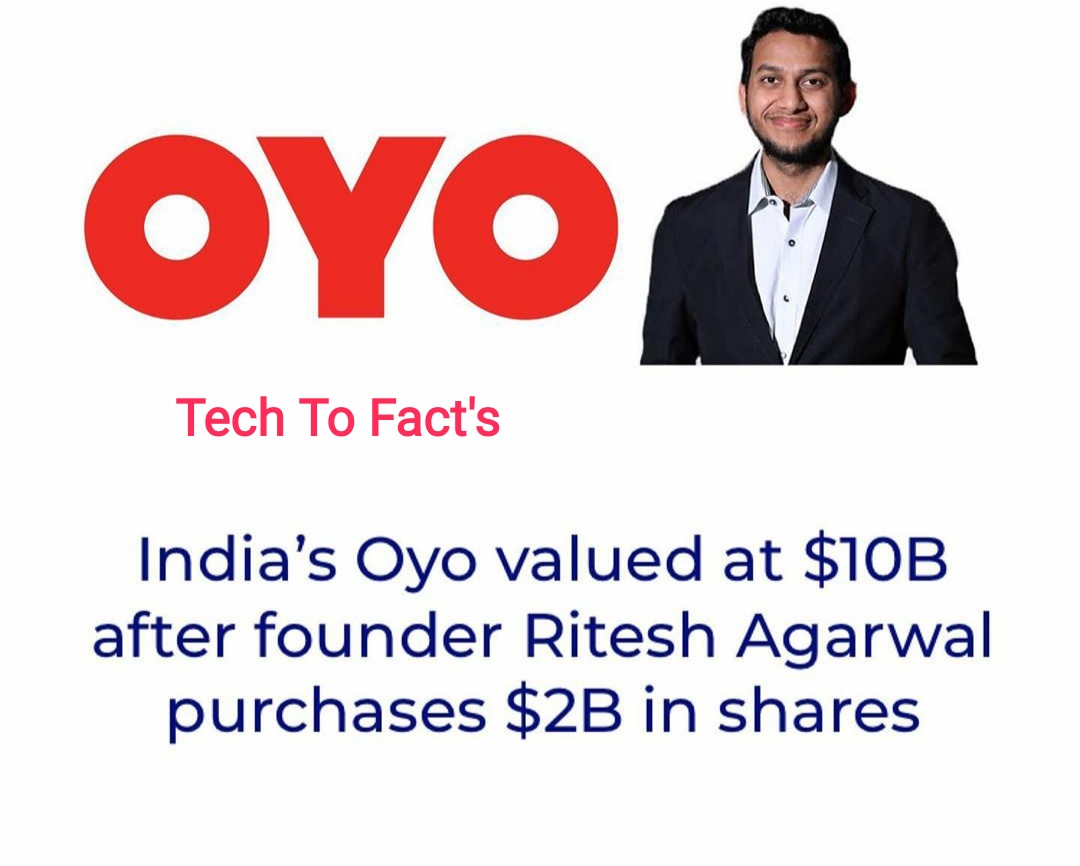 OYO
Tech To Fact's
India’s Oyo valued at $10B
after founder Ritesh Agarwal
purchases $2B in shares